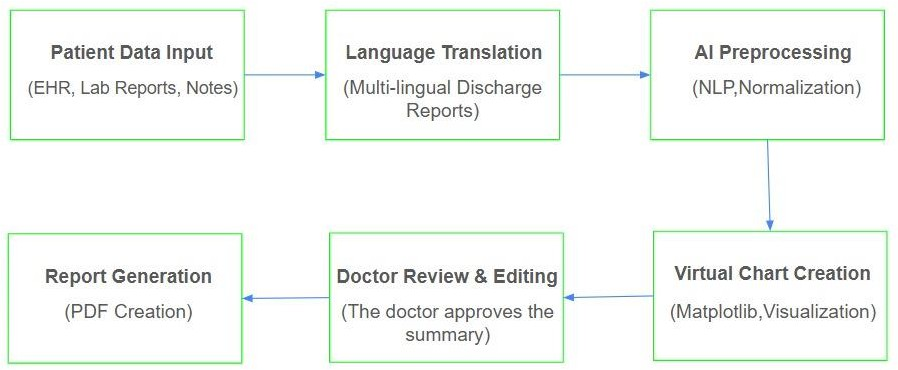 Patient Data Input
(EHR, Lab Reports, Notes)
Language Translation
(Multi-lingual Discharge
Reports)
AI Preprocessing
(NLP,Normalization)
Virtual Chart Creation
(Matplotlib,Visualization)
Doctor Review & Editing
(The doctor approves the
summary)
Report Generation
(PDF Creation)